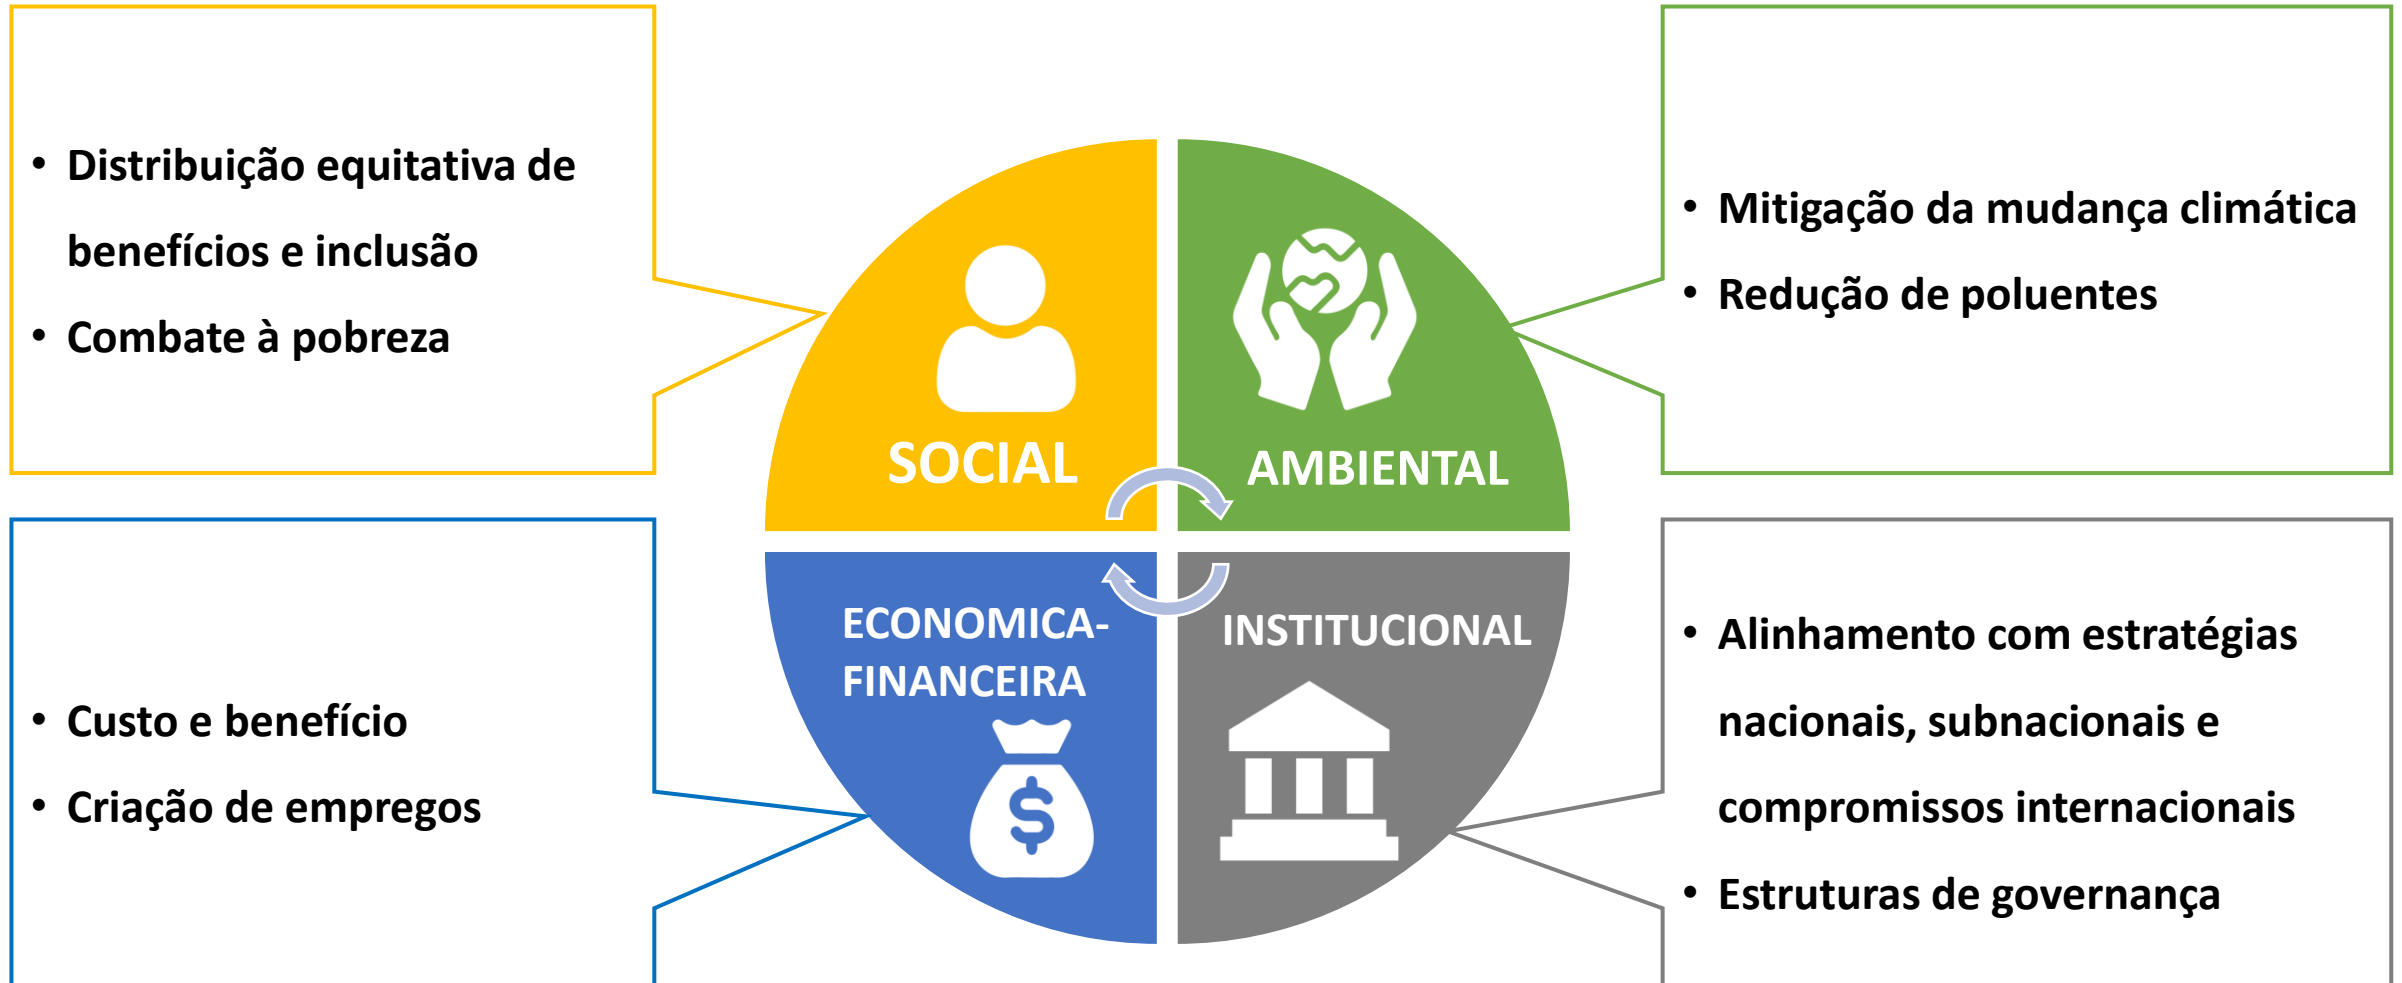 • Distribuição equitativa de
benefícios e inclusão
• Combate à pobreza
SOCIAL
AMBIENTAL
• Mitigação da mudança climática
• Redução de poluentes
• Custo e benefício
• Criação de empregos
ECONOMICA-
FINANCEIRA
$
INSTITUCIONAL
• Alinhamento com estratégias
nacionais, subnacionais e
compromissos internacionais
• Estruturas de governança